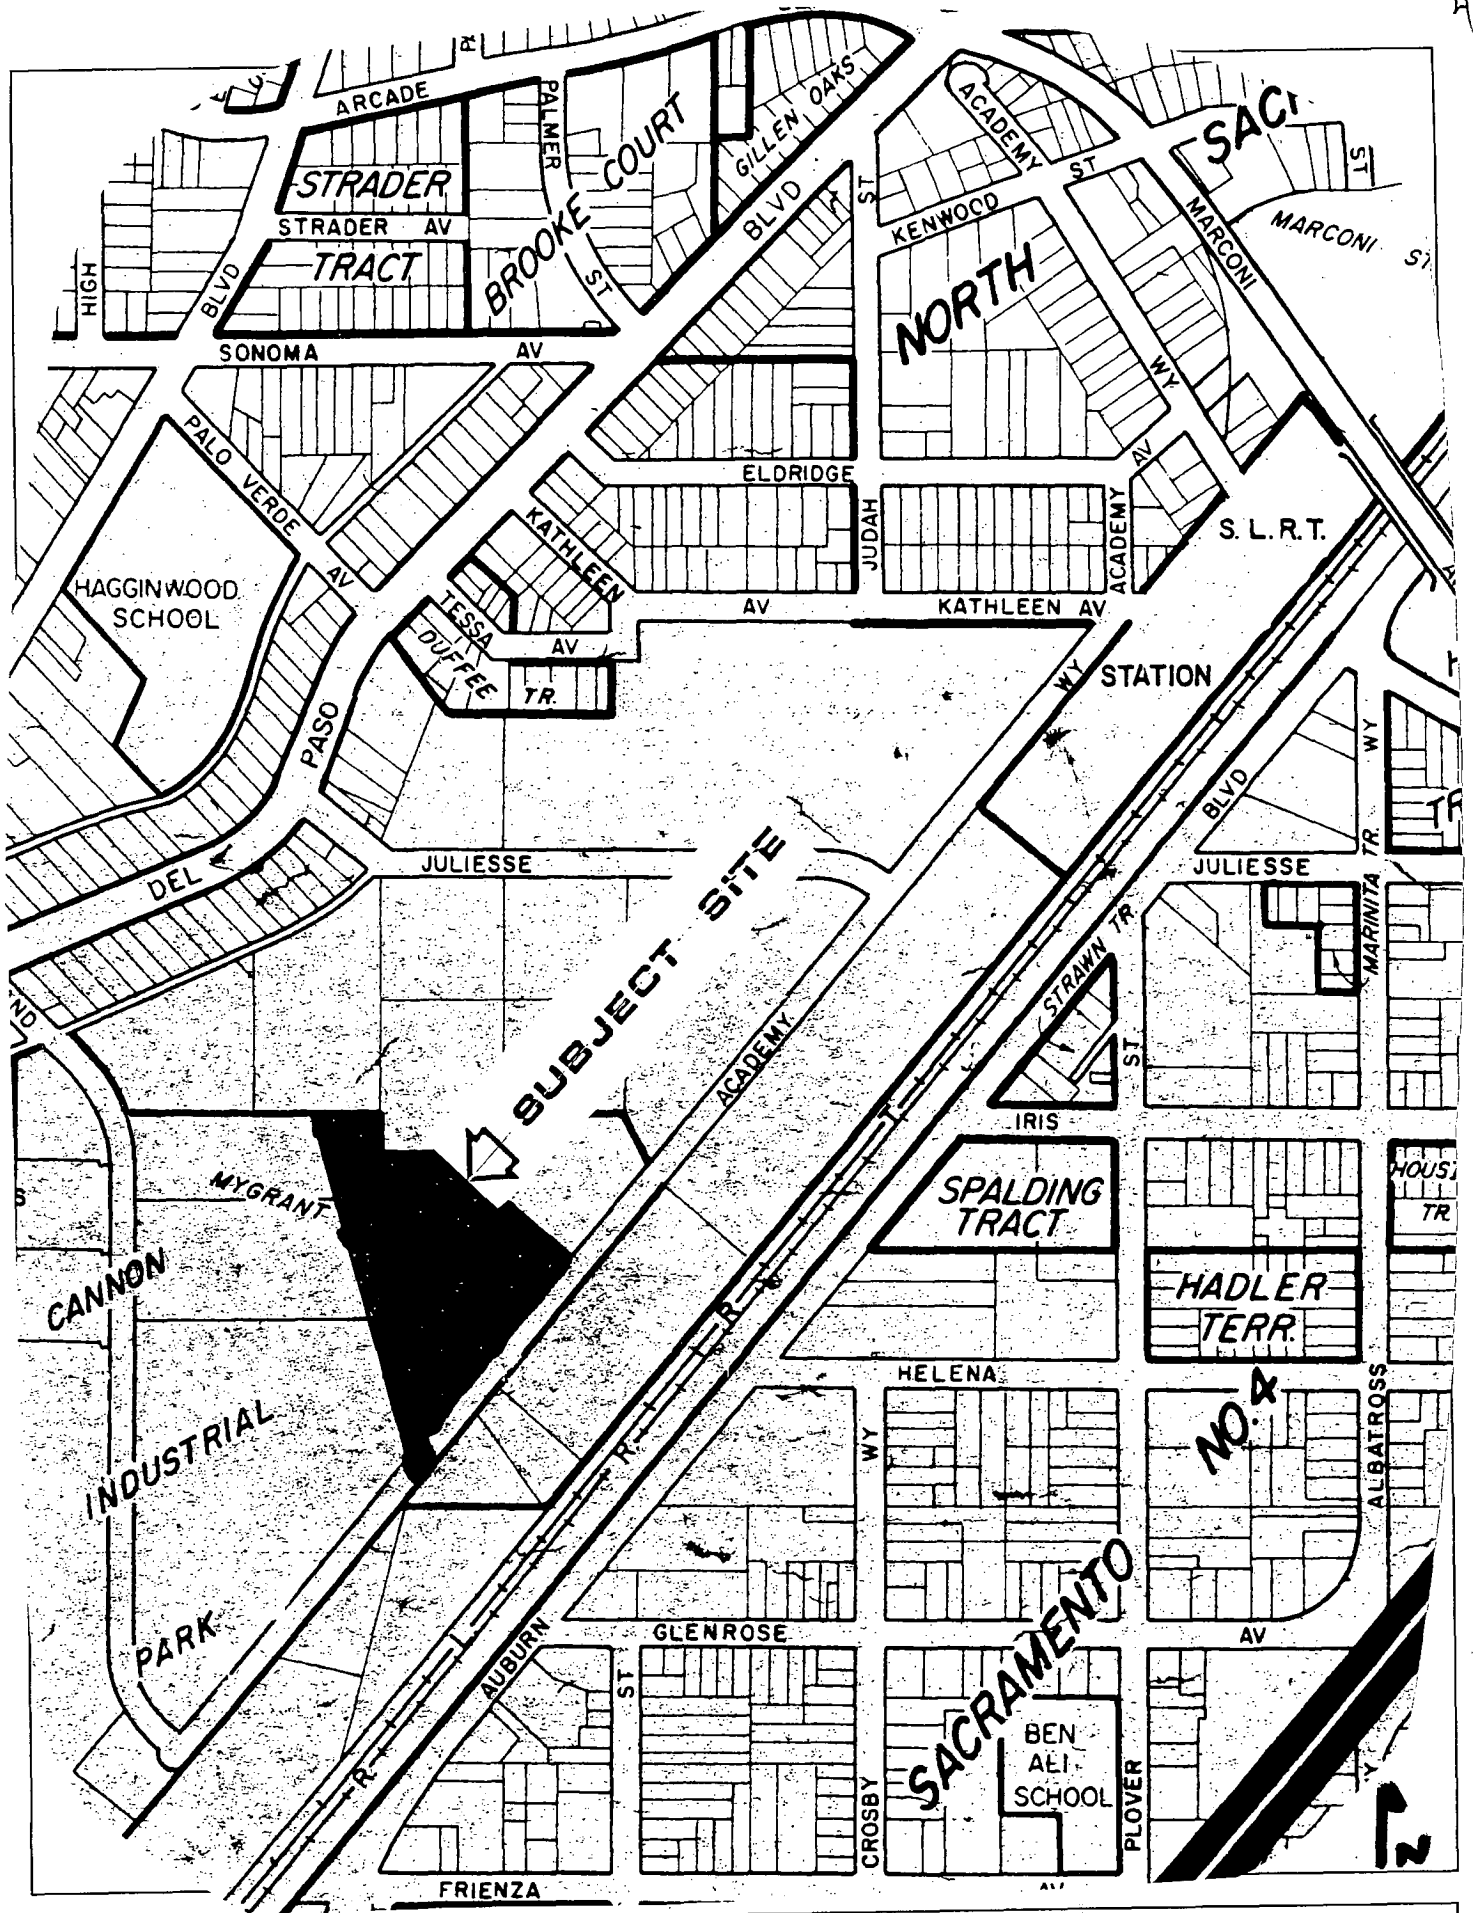 ARCADE
PALMER
ST
GILLEN OAKS
ACADEMY
ST
ST
STRADER
TRACT
STRADER AV
BROOKE COURT
BLVD
ST
KENWOOD
MARCONI
MARCONI ST.
HIGH
BLVD
NORTH
SONOMA AV
WY
PALO VERDE
AV
ELDRIDGE
AV
JUDAH
ACADEMY
S.L.R.T.
STATION
KATHLEEN
AV
KATHLEEN AV
HAGGINWOOD
SCHOOL
TESSA
AV
DUFFEE
TR.
WY
DEL
PASO
BLVD
WY
TR.
JULIESSE
JULIESSE
MARINITA
SUBJECT SITE
STRAWN TR.
ST
ACADEMY
IRIS
MYGRANT
SPALDING
TRACT
TR.
CANNON
INDUSTRIAL
PARK
HADLER
TERR.
HELENA
NO. 4
ALBATROSS
WY
R.
R.
AUBURN
GLENROSE
AV
ST
SACRAMENTO
BEN
ALI
SCHOOL
CROSBY
PLOVER
R
FRIENZA
AV
N